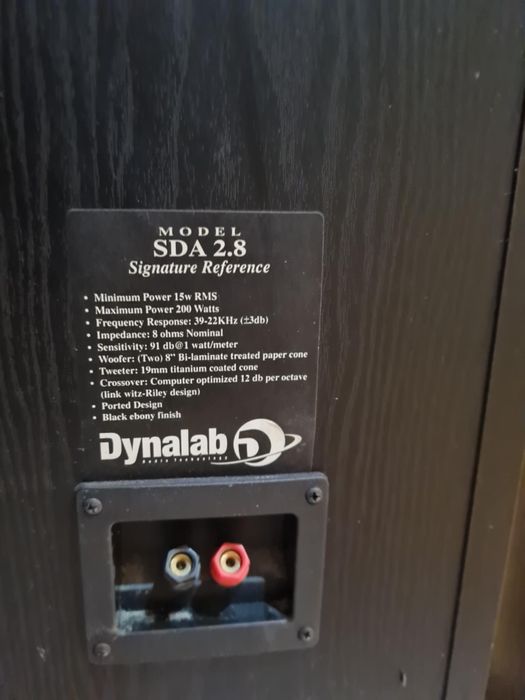 MODEL
SDA 2.8
Signature Reference
• Minimum Power 15w RMS
• Maximum Power 200 Watts
• Frequency Response: 39-22KHz (±3db)
• Impedance: 8 ohms Nominal
• Sensitivity: 91 db@1 watt/meter
• Woofer: (Two) 8" Bi-laminate treated paper cone
• Tweeter: 19mm titanium coated cone
• Crossover: Computer optimized 12 db per octave
(link witz-Riley design)
• Ported Design
• Black ebony finish
Dynalab
Audio Technology